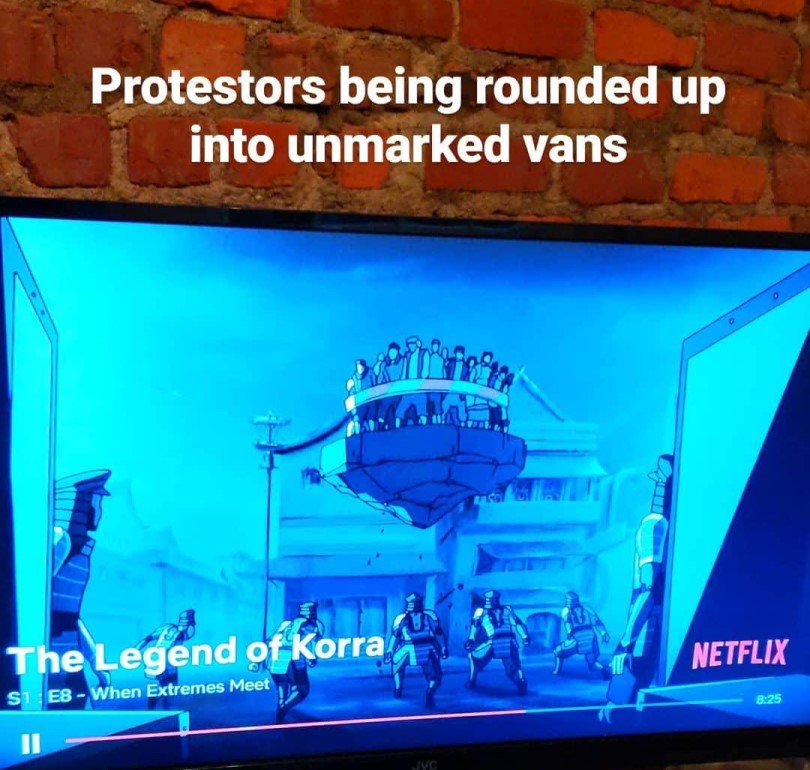 Protestors being rounded up
into unmarked vans
The Legend of Korra
S1 : E8 - When Extremes Meet
NETFLIX
8:25
JVC